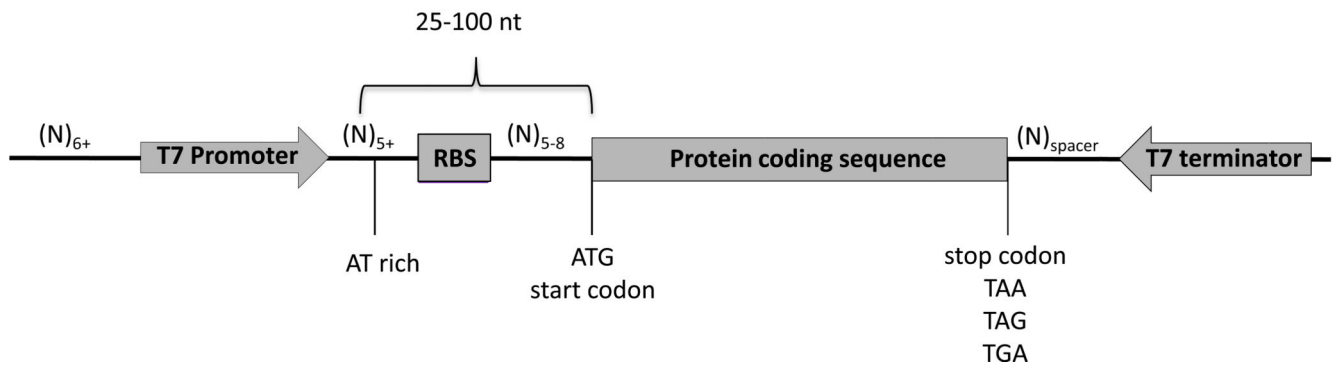 25-100 nt
(N)6+
T7 Promoter
(N)5+
RBS
(N)5-8
Protein coding sequence
(N)spacer
T7 terminator
AT rich
ATG
start codon
stop codon
TAA
TAG
TGA